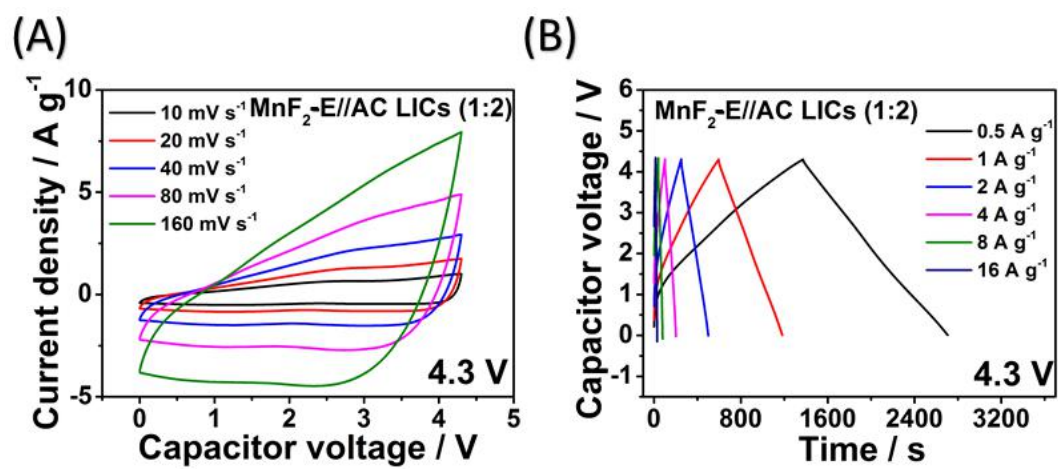 (A)
Current density / A g⁻¹
10
5
0
-5
10 mV s⁻¹
20 mV s⁻¹
40 mV s⁻¹
80 mV s⁻¹
160 mV s⁻¹
MnF₂-E//AC LICs (1:2)
4.3 V
0 1 2 3 4 5
Capacitor voltage / V
(B)
Capacitor voltage / V
6
5
4
3
2
1
0
-1
MnF₂-E//AC LICs (1:2)
0.5 A g⁻¹
1 A g⁻¹
2 A g⁻¹
4 A g⁻¹
8 A g⁻¹
16 A g⁻¹
4.3 V
0 800 1600 2400 3200
Time / s